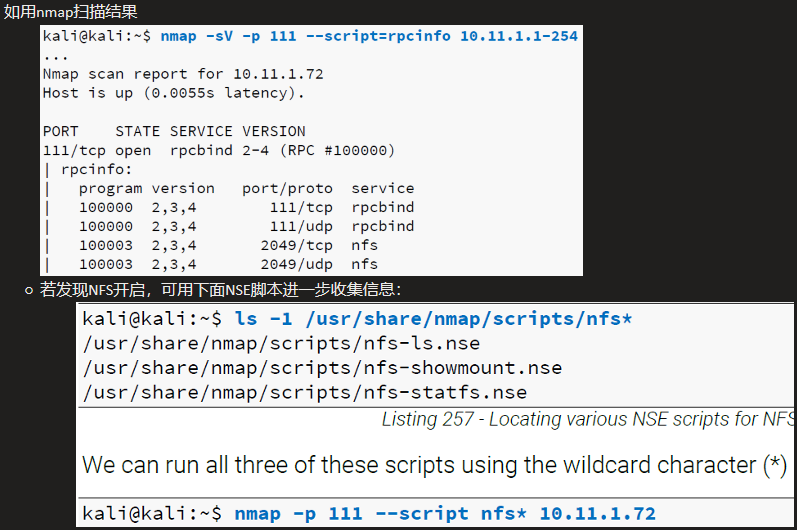 如用nmap扫描结果
kali@kali:~$ nmap -sV -p 111 --script=rpcinfo 10.11.1.1-254
...
Nmap scan report for 10.11.1.72
Host is up (0.0055s latency).
PORT    STATE SERVICE VERSION
111/tcp open  rpcbind 2-4 (RPC #100000)
| rpcinfo:
|   program version   port/proto  service
|   100000  2,3,4        111/tcp  rpcbind
|   100000  2,3,4        111/udp  rpcbind
|   100003  2,3,4       2049/tcp  nfs
|   100003  2,3,4       2049/udp  nfs
○ 若发现NFS开启，可用下面NSE脚本进一步收集信息：
kali@kali:~$ ls -1 /usr/share/nmap/scripts/nfs*
/usr/share/nmap/scripts/nfs-ls.nse
/usr/share/nmap/scripts/nfs-showmount.nse
/usr/share/nmap/scripts/nfs-statfs.nse
Listing 257 - Locating various NSE scripts for NFS
We can run all three of these scripts using the wildcard character (*)
kali@kali:~$ nmap -p 111 --script nfs* 10.11.1.72